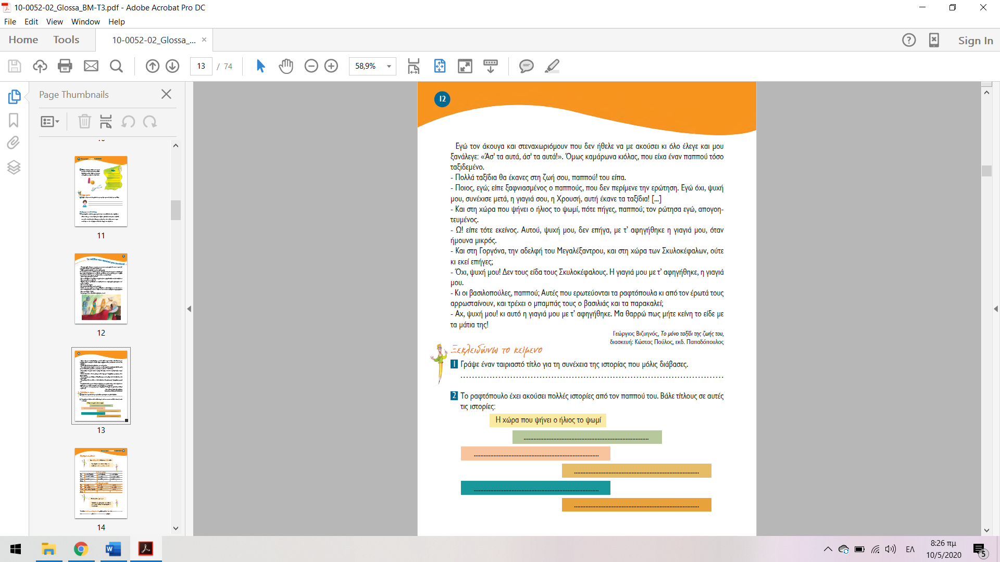 10-0052-02_Glossa_BM-T3.pdf - Adobe Acrobat Pro DC
File Edit View Window Help
Home Tools 10-0052-02_Glossa_... × Sign In
13 / 74 58,9%
Page Thumbnails
11
12
13
14
12
Εγώ τον άκουγα και στεναχωριόμουν που δεν ήθελε να με ακούσει κι όλο έλεγε και μου
ξανάλεγε: «Άσ' τα αυτά, άσ' τα αυτά!». Όμως καμάρωνα κιόλας, που είχα έναν παππού τόσο
ταξιδεμένο.
- Πολλά ταξίδια θα έκανες στη ζωή σου, παππού! του είπα.
- Ποιος, εγώ; είπε ξαφνιασμένος ο παππούς, που δεν περίμενε την ερώτηση. Εγώ όχι, ψυχή
μου, συνέχισε μετά, η γιαγιά σου, η Χρουσή, αυτή έκανε τα ταξίδια! [...]
- Και στη χώρα που ψήνει ο ήλιος το ψωμί, πότε πήγες, παππού; τον ρώτησα εγώ, απογοη-
τευμένος.
- Ω! είπε τότε εκείνος. Αυτού, ψυχή μου, δεν επήγα, με τ' αφηγήθηκε η γιαγιά μου, όταν
ήμουνα μικρός.
- Και στη Γοργόνα, την αδελφή του Μεγαλέξαντρου, και στη χώρα των Σκυλοκέφαλων, ούτε
κι εκεί επήγες;
- Όχι, ψυχή μου! Δεν τους είδα τους Σκυλοκέφαλους. Η γιαγιά μου με τ' αφηγήθηκε, η γιαγιά
μου.
- Κι οι βασιλοπούλες, παππού; Αυτές που ερωτεύονται τα ραφτόπουλα κι από τον έρωτά τους
αρρωσταίνουν, και τρέχει ο μπαμπάς τους ο βασιλιάς και τα παρακαλεί;
- Αχ, ψυχή μου! κι αυτό η γιαγιά μου με τ' αφηγήθηκε. Μα θαρρώ πως μήτε κείνη το είδε με
τα μάτια της!
Γεώργιος Βιζυηνός, Το μόνο ταξίδι της ζωής του,
διασκευή: Κώστας Πούλος, εκδ. Παπαδόπουλος
Ξεκλειδώνω το κείμενο
1 Γράψε έναν ταιριαστό τίτλο για τη συνέχεια της ιστορίας που μόλις διάβασες.
2 Το ραφτόπουλο έχει ακούσει πολλές ιστορίες από τον παππού του. Βάλε τίτλους σε αυτές
τις ιστορίες:
Η χώρα που ψήνει ο ήλιος το ψωμί
ΕΛ
8:26 πμ
10/5/2020
5